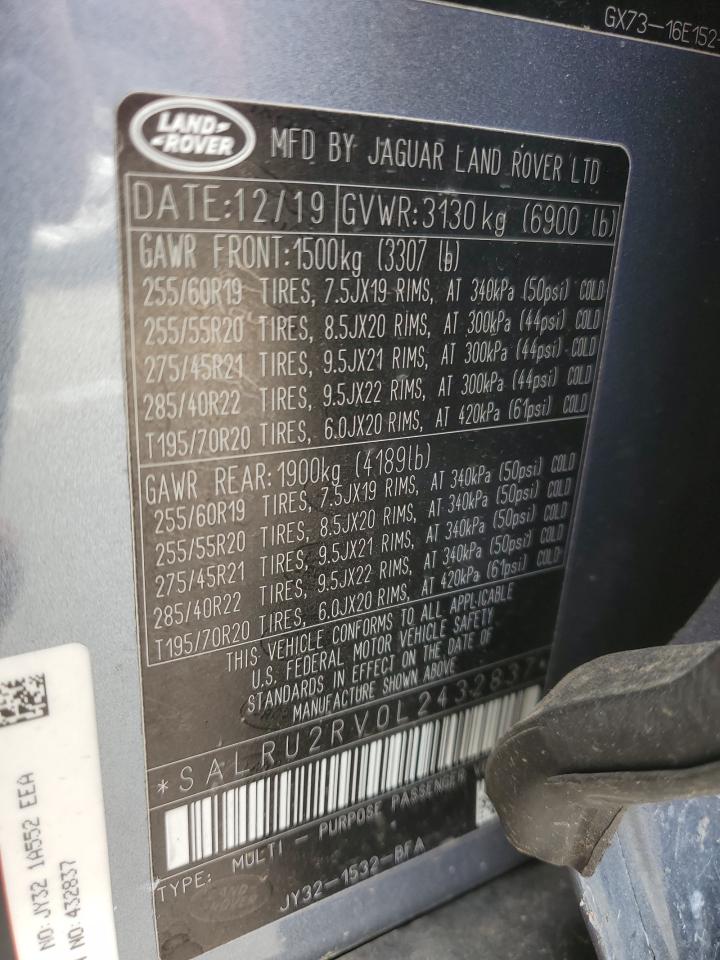 GX73-16E152-
LAND-
-ROVER
MFD BY JAGUAR LAND ROVER LTD
DATE:12/19 GVWR:3130 kg (6900 lb)
GAWR FRONT:1500kg (3307 lb)
255/60R19 TIRES, 7.5JX19 RIMS, AT 340kPa (50psi) COLD
255/55R20 TIRES, 8.5JX20 RIMS, AT 300kPa (44psi) COLD
275/45R21 TIRES, 9.5JX21 RIMS, AT 300kPa (44psi) COLD
285/40R22 TIRES, 9.5JX22 RIMS, AT 300kPa (44psi) COLD
T195/70R20 TIRES, 6.0JX20 RIMS, AT 420kPa (61psi) COLD
GAWR REAR:1900kg (4189lb)
255/60R19 TIRES, 7.5JX19 RIMS, AT 340kPa (50psi) COLD
255/55R20 TIRES, 8.5JX20 RIMS, AT 340kPa (50psi) COLD
275/45R21 TIRES, 9.5JX21 RIMS, AT 340kPa (50psi) COLD
285/40R22 TIRES, 9.5JX22 RIMS, AT 340kPa (50psi) COLD
T195/70R20 TIRES, 6.0JX20 RIMS, AT 420kPa (61psi) COLD
THIS VEHICLE CONFORMS TO ALL APPLICABLE
U.S. FEDERAL MOTOR VEHICLE SAFETY
STANDARDS IN EFFECT ON THE DATE OF
MANUFACTURE SHOWN ABOVE
*SALRU2RV0L2432837*
TYPE: MULTI - PURPOSE PASSENGER
JY32-1532-BFA
NO: JY32 1A552 EEA
N NO: 432837